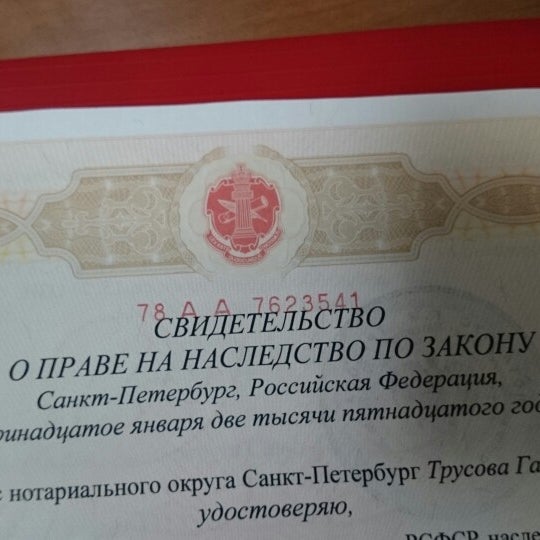 78 А А 7623541
СВИДЕТЕЛЬСТВО
О ПРАВЕ НА НАСЛЕДСТВО ПО ЗАКОНУ
Санкт-Петербург, Российская Федерация,
января две тысячи пятнадцатого
нотариального округа Санкт-Петербург Трусова
удостоверяю,
РСФСР